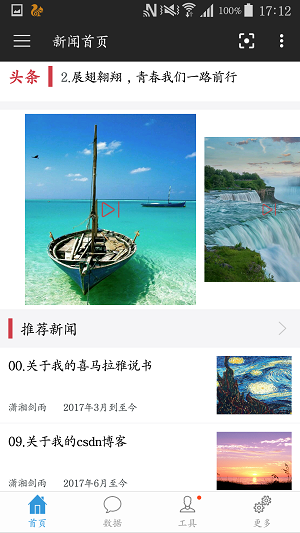 100% 17:12
新闻首页
头条 2.展翅翱翔，青春我们一路前行
推荐新闻
00.关于我的喜马拉雅说书
潇湘剑雨 2017年3月到至今
09.关于我的csdn博客
潇湘剑雨 2017年6月至今
首页 数据 工具 更多